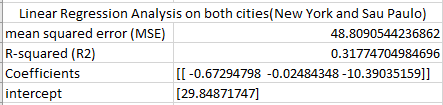 Linear Regression Analysis on both cities(New York and Sau Paulo)
mean squared error (MSE) 48.8090544236862
R-squared (R2) 0.31774704984696
Coefficients [[ -0.67294798 -0.02484348 -10.39035159]]
intercept [29.84871747]